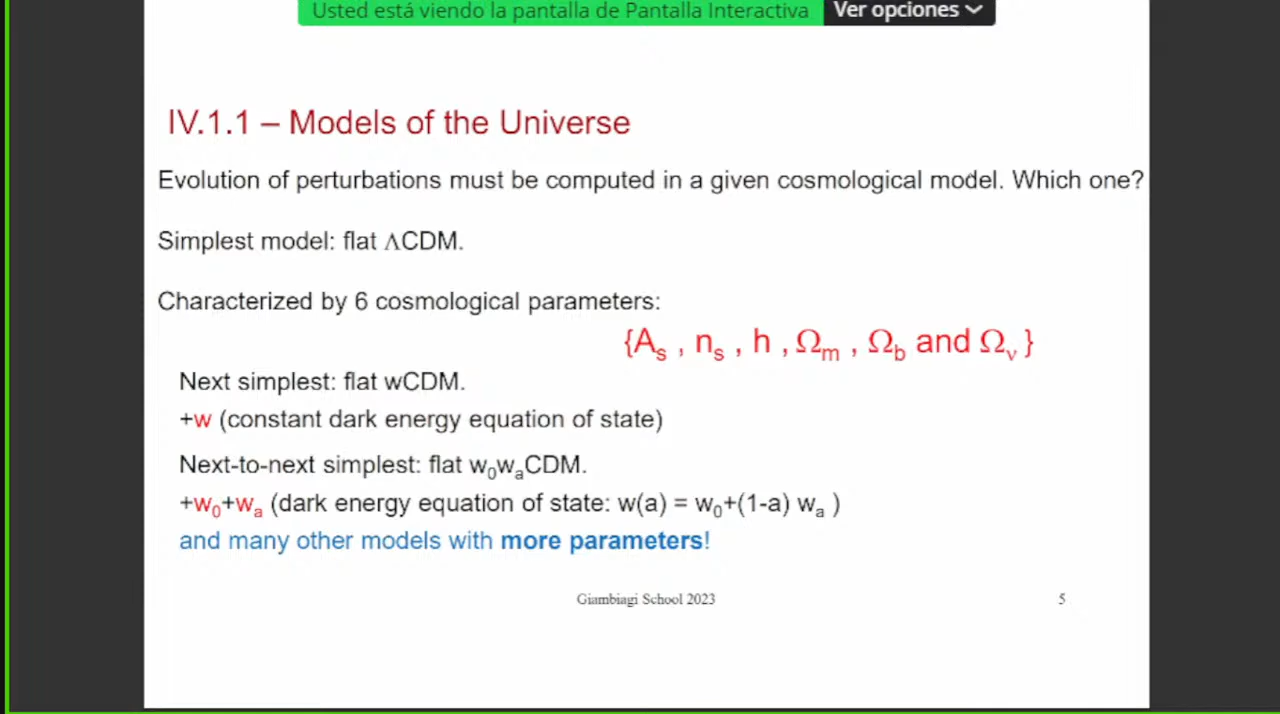 Usted está viendo la pantalla de Pantalla Interactiva Ver opciones
IV.1.1 – Models of the Universe
Evolution of perturbations must be computed in a given cosmological model. Which one?
Simplest model: flat ΛCDM.
Characterized by 6 cosmological parameters:
{Aₛ , nₛ , h , Ωₘ , Ω_b and Ω_ν }
Next simplest: flat wCDM.
+w (constant dark energy equation of state)
Next-to-next simplest: flat w₀wₐCDM.
+w₀+wₐ (dark energy equation of state: w(a) = w₀+(1-a) wₐ )
and many other models with more parameters!
Giambiagi School 2023 5